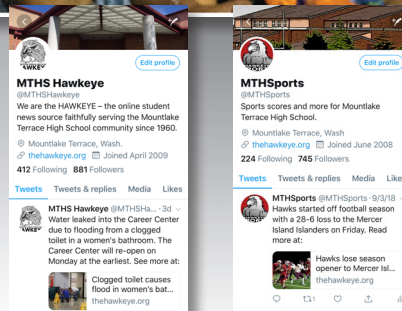 Edit profile
MTHS Hawkeye
@MTHSHawkeye
We are the HAWKEYE – the online student
news source faithfully serving the Mountlake
Terrace High School community since 1960.
Mountlake Terrace, Wash.
thehawkeye.org Joined April 2009
412 Following 881 Followers
Tweets Tweets & replies Media Likes
MTHS Hawkeye @MTHSHa... · 3d
Water leaked into the Career Center
due to flooding from a clogged
toilet in a women's bathroom. The
Career Center will re-open on
Monday at the earliest. See more at:
Clogged toilet causes
flood in women's bat...
thehawkeye.org
Edit profile
MTHSports
@MTHSports
Sports scores and more for Mountlake
Terrace High School.
Mountlake Terrace, Wash
thehawkeye.org Joined June 2008
224 Following 745 Followers
Tweets Tweets & replies Media Likes
MTHSports @MTHSports · 9/3/18
Hawks started off football season
with a 28-6 loss to the Mercer
Island Islanders on Friday. Read
more at:
Hawks lose season
opener to Mercer Isl...
thehawkeye.org
1